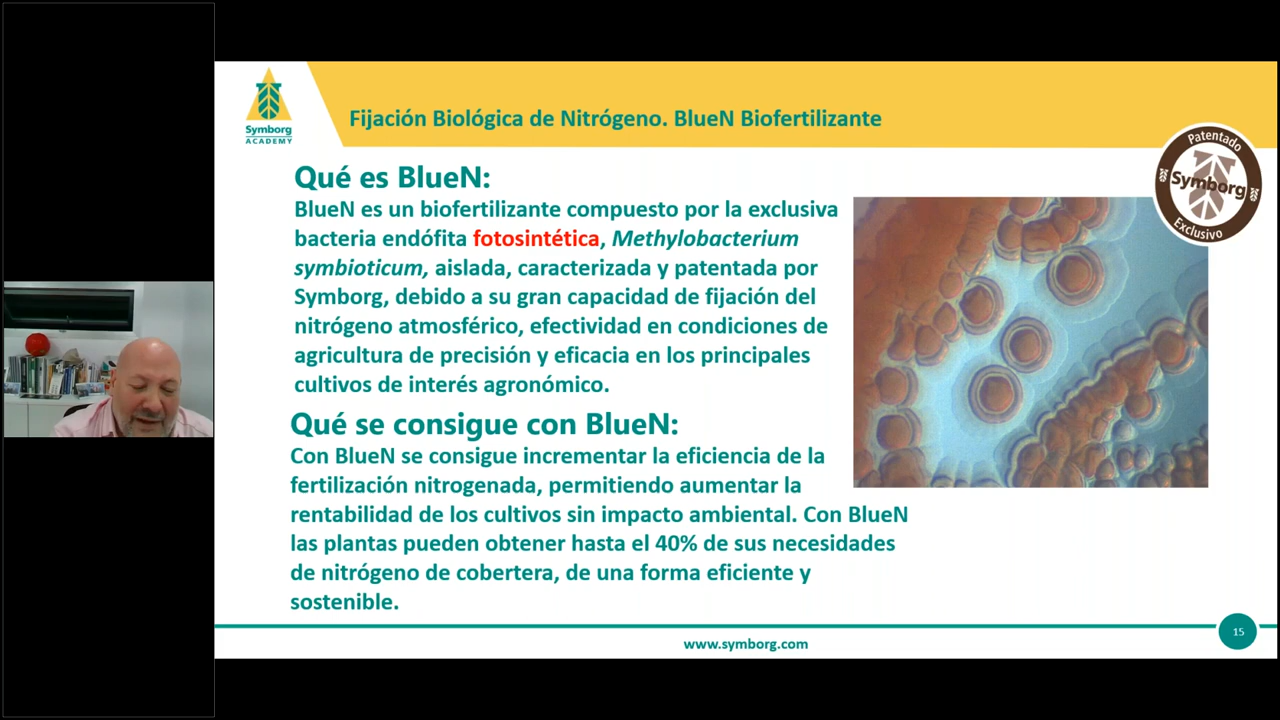 Symborg
ACADEMY
Fijación Biológica de Nitrógeno. BlueN Biofertilizante
Patentado
Symborg
Exclusivo
Qué es BlueN:
BlueN es un biofertilizante compuesto por la exclusiva
bacteria endófita fotosintética, Methylobacterium
symbioticum, aislada, caracterizada y patentada por
Symborg, debido a su gran capacidad de fijación del
nitrógeno atmosférico, efectividad en condiciones de
agricultura de precisión y eficacia en los principales
cultivos de interés agronómico.
Qué se consigue con BlueN:
Con BlueN se consigue incrementar la eficiencia de la
fertilización nitrogenada, permitiendo aumentar la
rentabilidad de los cultivos sin impacto ambiental. Con BlueN
las plantas pueden obtener hasta el 40% de sus necesidades
de nitrógeno de cobertera, de una forma eficiente y
sostenible.
www.symborg.com
15